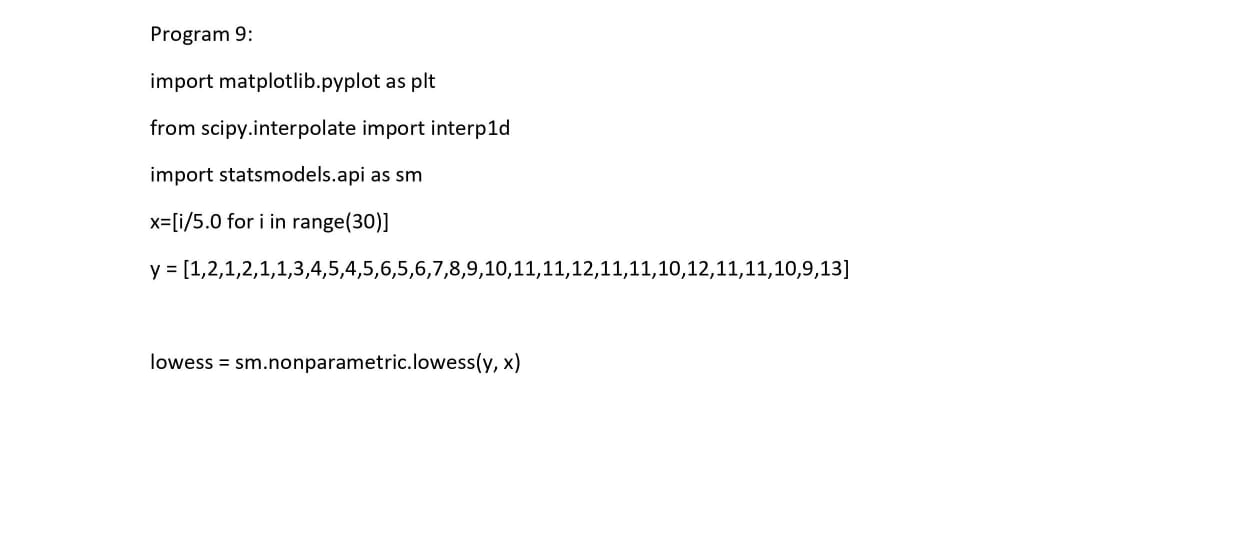 Program 9:
import matplotlib.pyplot as plt
from scipy.interpolate import interp1d
import statsmodels.api as sm
x=[i/5.0 for i in range(30)]
y = [1,2,1,2,1,1,3,4,5,4,5,6,5,6,7,8,9,10,11,11,12,11,11,10,12,11,11,10,9,13]
lowess = sm.nonparametric.lowess(y, x)